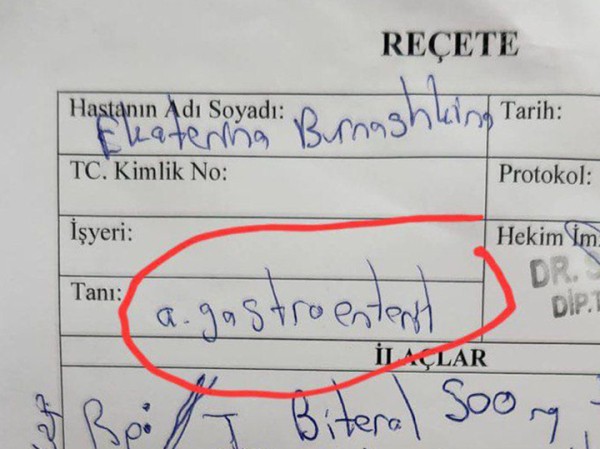 REÇETE
Hastanın Adı Soyadı: Ekaterina Burnashkina
Tarih:
TC. Kimlik No:
Protokol:
İşyeri:
Hekim İm
Tanı: a. gastroenterit
DR. S
DİP.T
İLAÇLAR
Biteral 500 mg